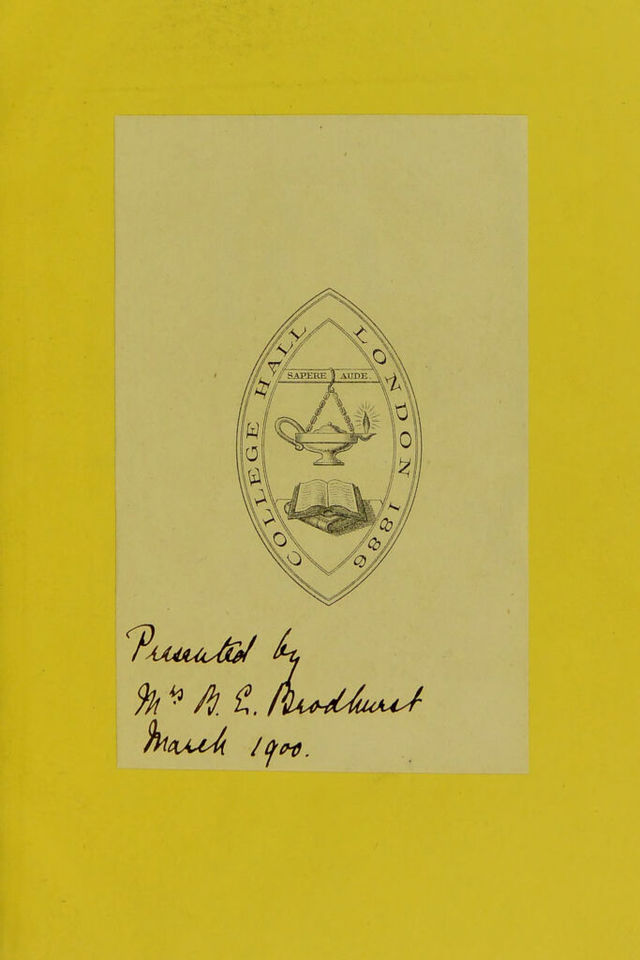 COLLEGE HALL LONDON 1886
SAPERE AUDE
Presented by
Mrs B. E. Brodhurst
March 1900.